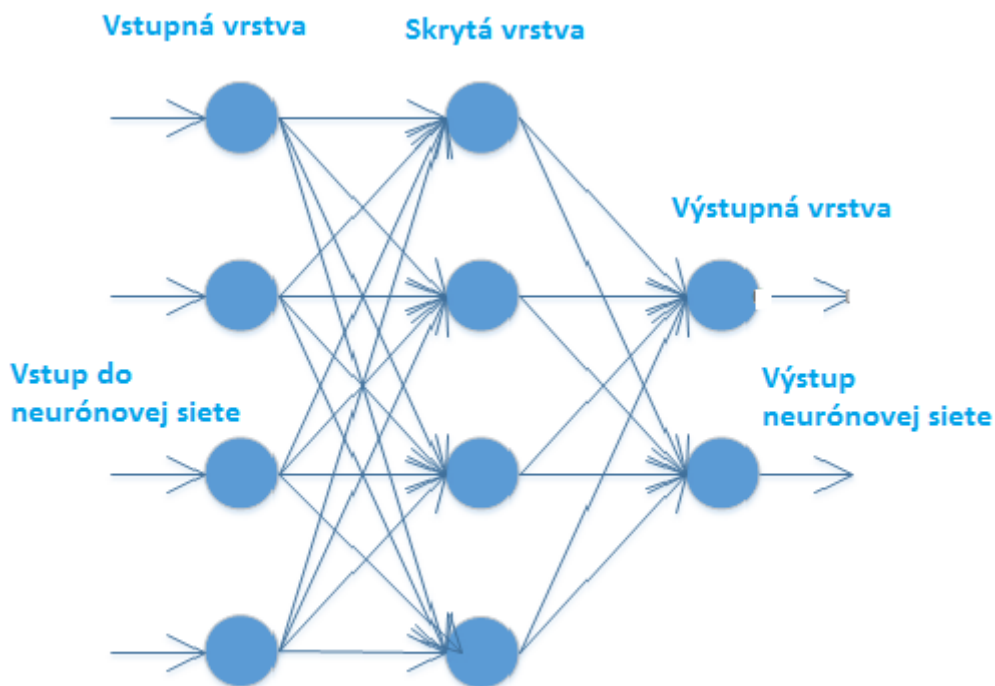 Vstupná vrstva
Skrytá vrstva
Výstupná vrstva
Vstup do
neurónovej siete
Výstup
neurónovej siete